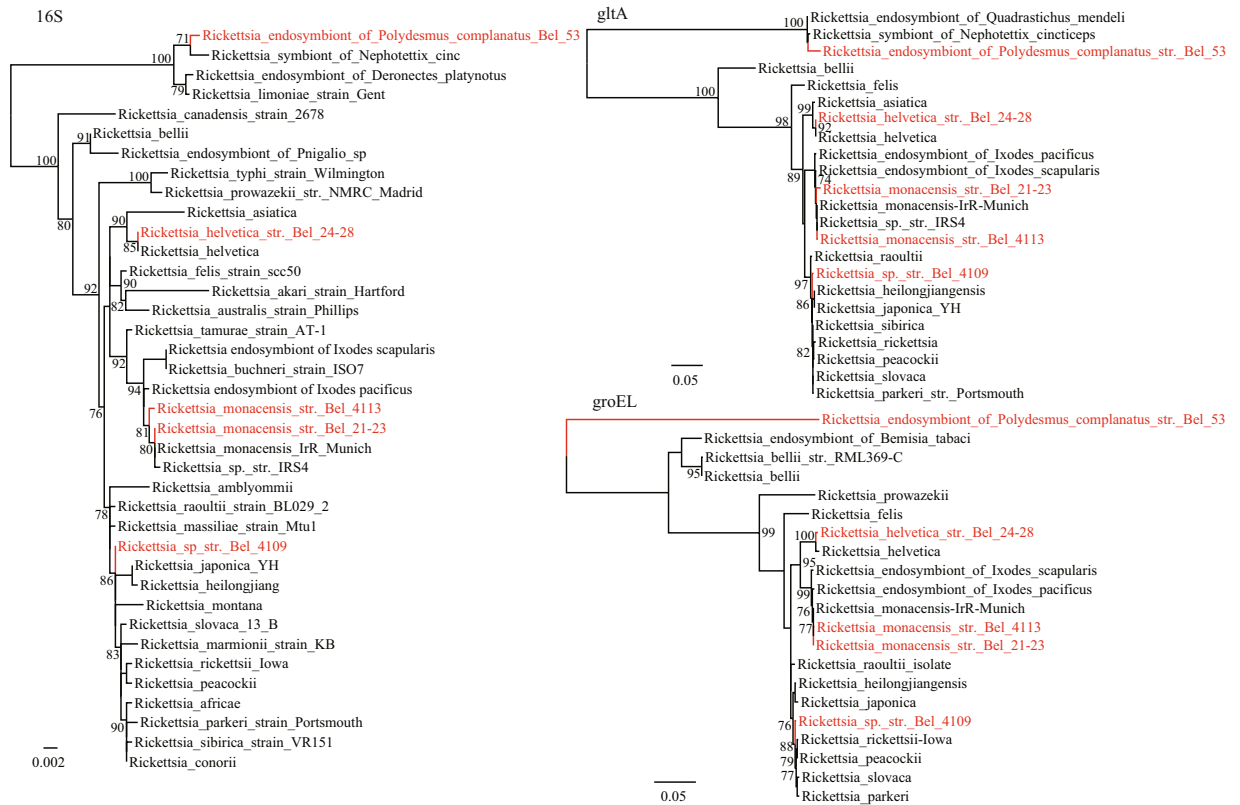 16S
71
Rickettsia_endosymbiont_of_Polydesmus_complanatus_Bel_53
Rickettsia_symbiont_of_Nephotettix_cinc
100
Rickettsia_endosymbiont_of_Deronectes_platynotus
79
Rickettsia_limoniae_strain_Gent
Rickettsia_canadensis_strain_2678
91
Rickettsia_bellii
Rickettsia_endosymbiont_of_Pnigalio_sp
100
100
Rickettsia_typhi_strain_Wilmington
Rickettsia_prowazekii_str._NMRC_Madrid
80
90
Rickettsia_asiatica
Rickettsia_helvetica_str._Bel_24-28
85
Rickettsia_helvetica
Rickettsia_felis_strain_scc50
92
90
Rickettsia_akari_strain_Hartford
82
Rickettsia_australis_strain_Phillips
Rickettsia_tamurae_strain_AT-1
Rickettsia endosymbiont of Ixodes scapularis
92
Rickettsia_buchneri_strain_ISO7
94
Rickettsia endosymbiont of Ixodes pacificus
76
Rickettsia_monacensis_str._Bel_4113
81
Rickettsia_monacensis_str._Bel_21-23
80
Rickettsia_monacensis_IrR_Munich
Rickettsia_sp._str._IRS4
Rickettsia_amblyommii
78
Rickettsia_raoultii_strain_BL029_2
Rickettsia_massiliae_strain_Mtu1
Rickettsia_sp_str._Bel_4109
86
Rickettsia_japonica_YH
Rickettsia_heilongjiang
Rickettsia_montana
Rickettsia_slovaca_13_B
83
Rickettsia_marmionii_strain_KB
Rickettsia_rickettsii_Iowa
Rickettsia_peacockii
Rickettsia_africae
90
Rickettsia_parkeri_strain_Portsmouth
Rickettsia_sibirica_strain_VR151
Rickettsia_conorii
0.002
gltA
100
Rickettsia_endosymbiont_of_Quadrastichus_mendeli
Rickettsia_symbiont_of_Nephotettix_cincticeps
Rickettsia_endosymbiont_of_Polydesmus_complanatus_str._Bel_53
Rickettsia_bellii
100
Rickettsia_felis
98
99
Rickettsia_asiatica
Rickettsia_helvetica_str._Bel_24-28
92
Rickettsia_helvetica
Rickettsia_endosymbiont_of_Ixodes_pacificus
89
Rickettsia_endosymbiont_of_Ixodes_scapularis
74
Rickettsia_monacensis_str._Bel_21-23
Rickettsia_monacensis-IrR-Munich
Rickettsia_sp._str._IRS4
Rickettsia_monacensis_str._Bel_4113
Rickettsia_raoultii
97
Rickettsia_sp._str._Bel_4109
Rickettsia_heilongjiangensis
86
Rickettsia_japonica_YH
Rickettsia_sibirica
Rickettsia_rickettsia
82
Rickettsia_peacockii
Rickettsia_slovaca
Rickettsia_parkeri_str._Portsmouth
0.05
groEL
Rickettsia_endosymbiont_of_Polydesmus_complanatus_str._Bel_53
Rickettsia_endosymbiont_of_Bemisia_tabaci
Rickettsia_bellii_str._RML369-C
95
Rickettsia_bellii
Rickettsia_prowazekii
99
Rickettsia_felis
100
Rickettsia_helvetica_str._Bel_24-28
Rickettsia_helvetica
95
Rickettsia_endosymbiont_of_Ixodes_scapularis
99
Rickettsia_endosymbiont_of_Ixodes_pacificus
76
Rickettsia_monacensis-IrR-Munich
77
Rickettsia_monacensis_str._Bel_4113
Rickettsia_monacensis_str._Bel_21-23
Rickettsia_raoultii_isolate
Rickettsia_heilongjiangensis
Rickettsia_japonica
76
Rickettsia_sp._str._Bel_4109
88
Rickettsia_rickettsii-Iowa
79
Rickettsia_peacockii
77
Rickettsia_slovaca
Rickettsia_parkeri
0.05